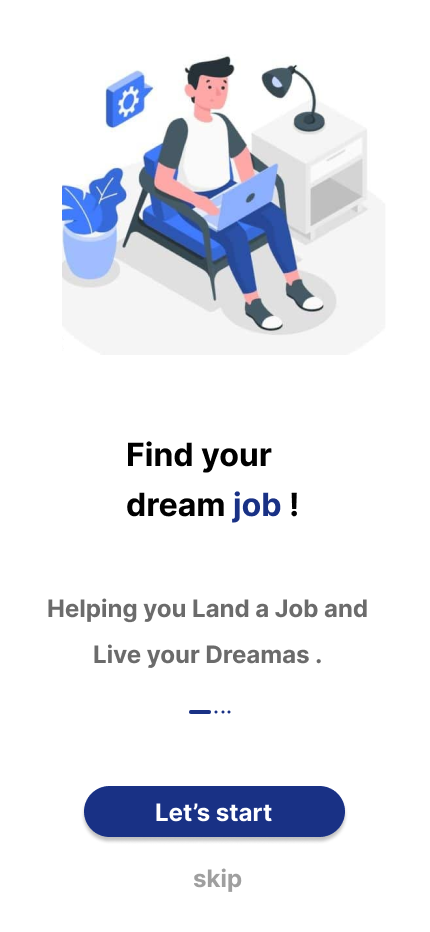 Find your
dream job !
Helping you Land a Job and
Live your Dreamas .
Let’s start
skip